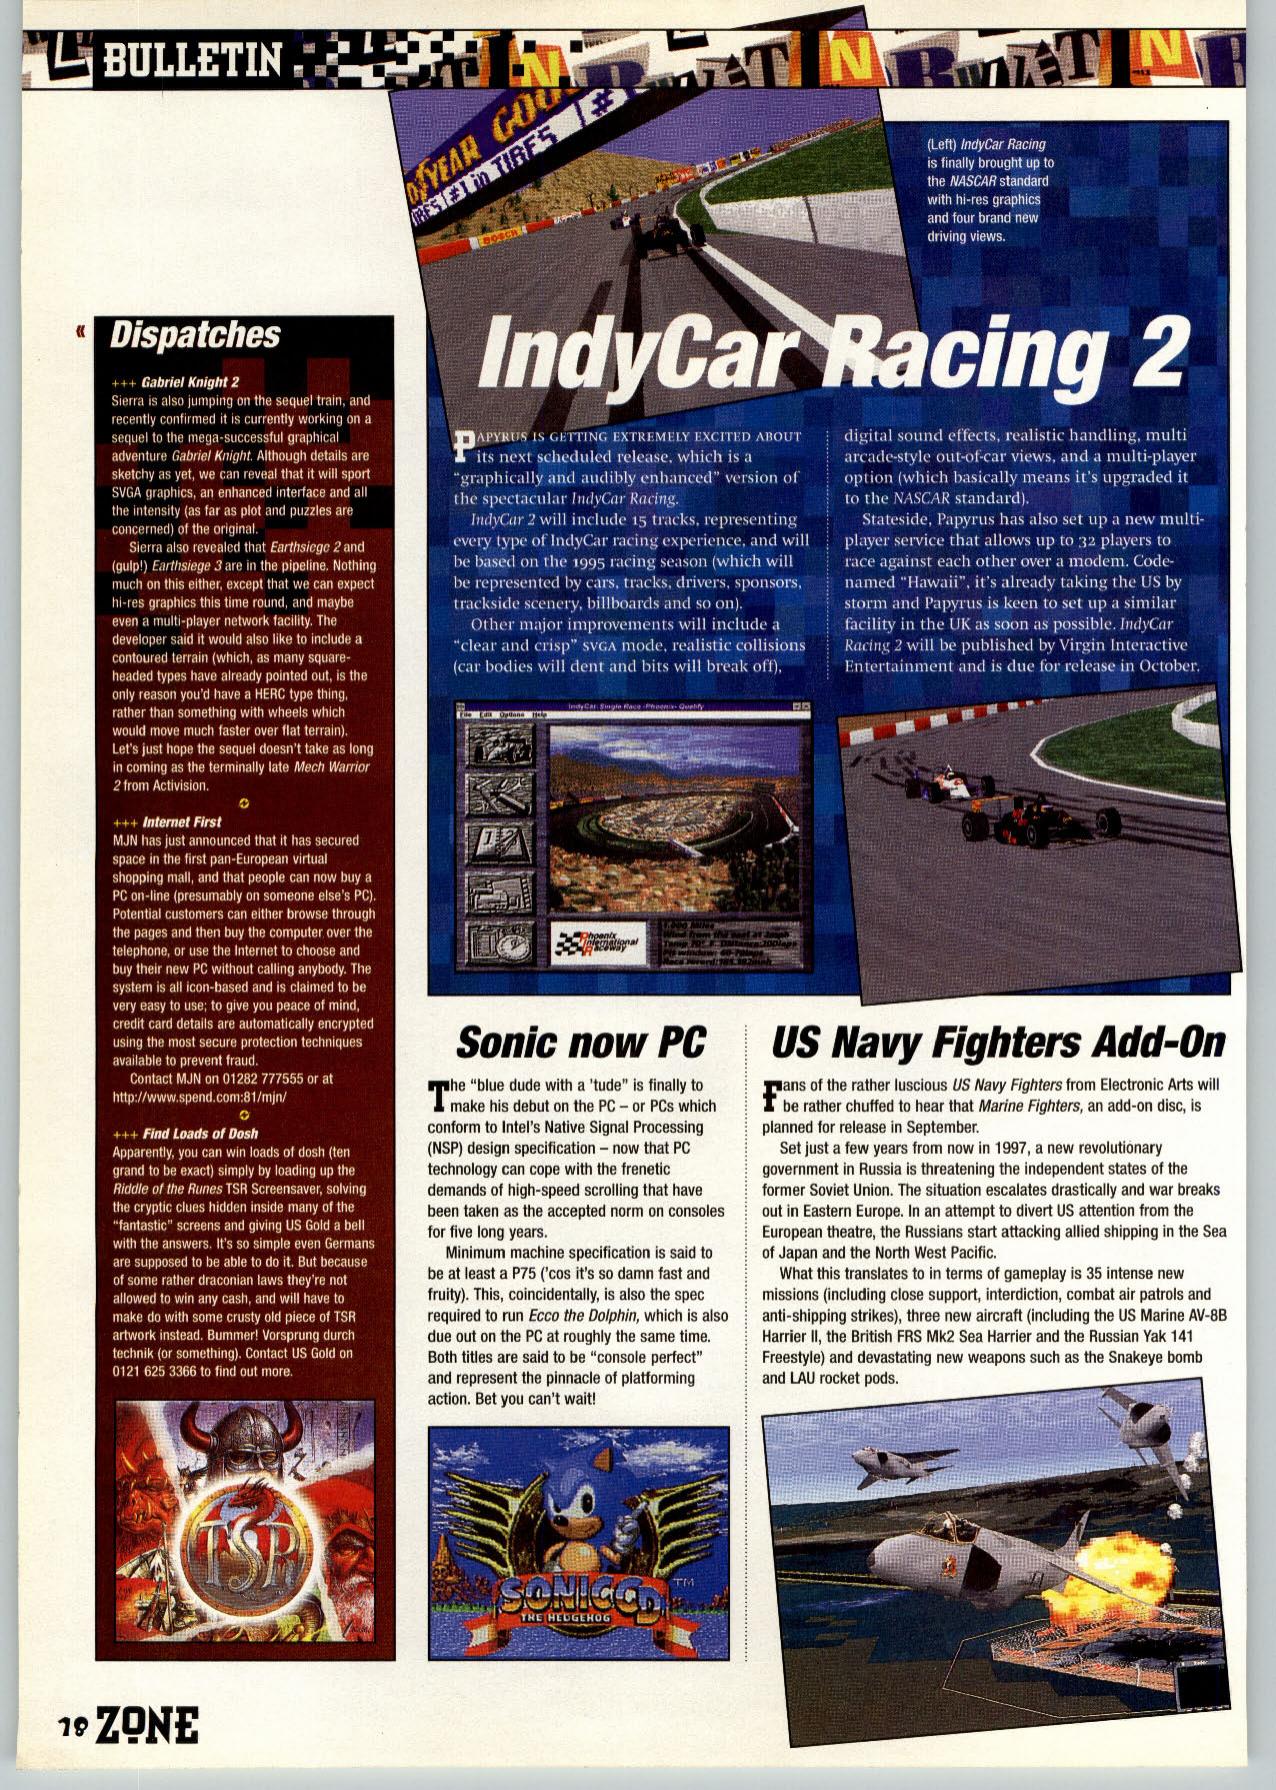 BULLETIN
(Left) IndyCar Racing
is finally brought up to
the NASCAR standard
with hi-res graphics
and four brand new
driving views.
« Dispatches
+++ Gabriel Knight 2
Sierra is also jumping on the sequel train, and
recently confirmed it is currently working on a
sequel to the mega-successful graphical
adventure Gabriel Knight. Although details are
sketchy as yet, we can reveal that it will sport
SVGA graphics, an enhanced interface and all
the intensity (as far as plot and puzzles are
concerned) of the original.
Sierra also revealed that Earthsiege 2 and
(gulp!) Earthsiege 3 are in the pipeline. Nothing
much on this either, except that we can expect
hi-res graphics this time round, and maybe
even a multi-player network facility. The
developer said it would also like to include a
contoured terrain (which, as many square-
headed types have already pointed out, is the
only reason you'd have a HERC type thing,
rather than something with wheels which
would move much faster over flat terrain).
Let's just hope the sequel doesn't take as long
in coming as the terminally late Mech Warrior
2 from Activision.
+++ Internet First
MJN has just announced that it has secured
space in the first pan-European virtual
shopping mall, and that people can now buy a
PC on-line (presumably on someone else's PC).
Potential customers can either browse through
the pages and then buy the computer over the
telephone, or use the Internet to choose and
buy their new PC without calling anybody. The
system is all icon-based and is claimed to be
very easy to use; to give you peace of mind,
credit card details are automatically encrypted
using the most secure protection techniques
available to prevent fraud.
Contact MJN on 01282 777555 or at
http://www.spend.com:81/mjn/
+++ Find Loads of Dosh
Apparently, you can win loads of dosh (ten
grand to be exact) simply by loading up the
Riddle of the Runes TSR Screensaver, solving
the cryptic clues hidden inside many of the
"fantastic" screens and giving US Gold a bell
with the answers. It's so simple even Germans
are supposed to be able to do it. But because
of some rather draconian laws they're not
allowed to win any cash, and will have to
make do with some crusty old piece of TSR
artwork instead. Bummer! Vorsprung durch
technik (or something). Contact US Gold on
0121 625 3366 to find out more.
TSR
IndyCar Racing 2
PAPYRUS IS GETTING EXTREMELY EXCITED ABOUT
its next scheduled release, which is a
"graphically and audibly enhanced" version of
the spectacular IndyCar Racing.
IndyCar 2 will include 15 tracks, representing
every type of IndyCar racing experience, and will
be based on the 1995 racing season (which will
be represented by cars, tracks, drivers, sponsors,
trackside scenery, billboards and so on).
Other major improvements will include a
"clear and crisp" SVGA mode, realistic collisions
(car bodies will dent and bits will break off),
digital sound effects, realistic handling, multi
arcade-style out-of-car views, and a multi-player
option (which basically means it's upgraded it
to the NASCAR standard).
Stateside, Papyrus has also set up a new multi-
player service that allows up to 32 players to
race against each other over a modem. Code-
named "Hawaii", it's already taking the US by
storm and Papyrus is keen to set up a similar
facility in the UK as soon as possible. IndyCar
Racing 2 will be published by Virgin Interactive
Entertainment and is due for release in October.
IndyCar: Single Race -Phoenix- Qualify
File Edit Options Help
Phoenix
International
Raceway
Sonic now PC
The "blue dude with a 'tude" is finally to
make his debut on the PC – or PCs which
conform to Intel's Native Signal Processing
(NSP) design specification – now that PC
technology can cope with the frenetic
demands of high-speed scrolling that have
been taken as the accepted norm on consoles
for five long years.
Minimum machine specification is said to
be at least a P75 ('cos it's so damn fast and
fruity). This, coincidentally, is also the spec
required to run Ecco the Dolphin, which is also
due out on the PC at roughly the same time.
Both titles are said to be "console perfect"
and represent the pinnacle of platforming
action. Bet you can't wait!
SONIC CD TM
THE HEDGEHOG
US Navy Fighters Add-On
Fans of the rather luscious US Navy Fighters from Electronic Arts will
be rather chuffed to hear that Marine Fighters, an add-on disc, is
planned for release in September.
Set just a few years from now in 1997, a new revolutionary
government in Russia is threatening the independent states of the
former Soviet Union. The situation escalates drastically and war breaks
out in Eastern Europe. In an attempt to divert US attention from the
European theatre, the Russians start attacking allied shipping in the Sea
of Japan and the North West Pacific.
What this translates to in terms of gameplay is 35 intense new
missions (including close support, interdiction, combat air patrols and
anti-shipping strikes), three new aircraft (including the US Marine AV-8B
Harrier II, the British FRS Mk2 Sea Harrier and the Russian Yak 141
Freestyle) and devastating new weapons such as the Snakeye bomb
and LAU rocket pods.
18 ZONE